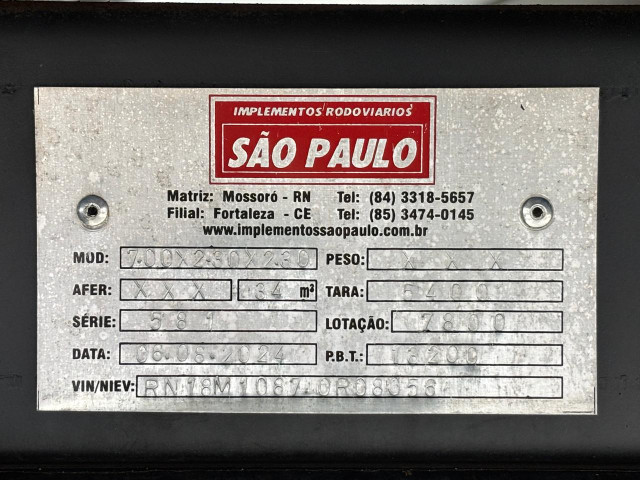 IMPLEMENTOS RODOVIARIOS
SÃO PAULO
Matriz: Mossoró - RN Tel: (84) 3318-5657
Filial: Fortaleza - CE Tel: (85) 3474-0145
www.implementossaopaulo.com.br
MOD: 7.00X2.30X2.30 PESO: X X X
AFER: XXX 34 m³ TARA: 5400
SÉRIE: 581 LOTAÇÃO: 7800
DATA: 06.08.2024 P.B.T.: 13200
VIN/NIEV: